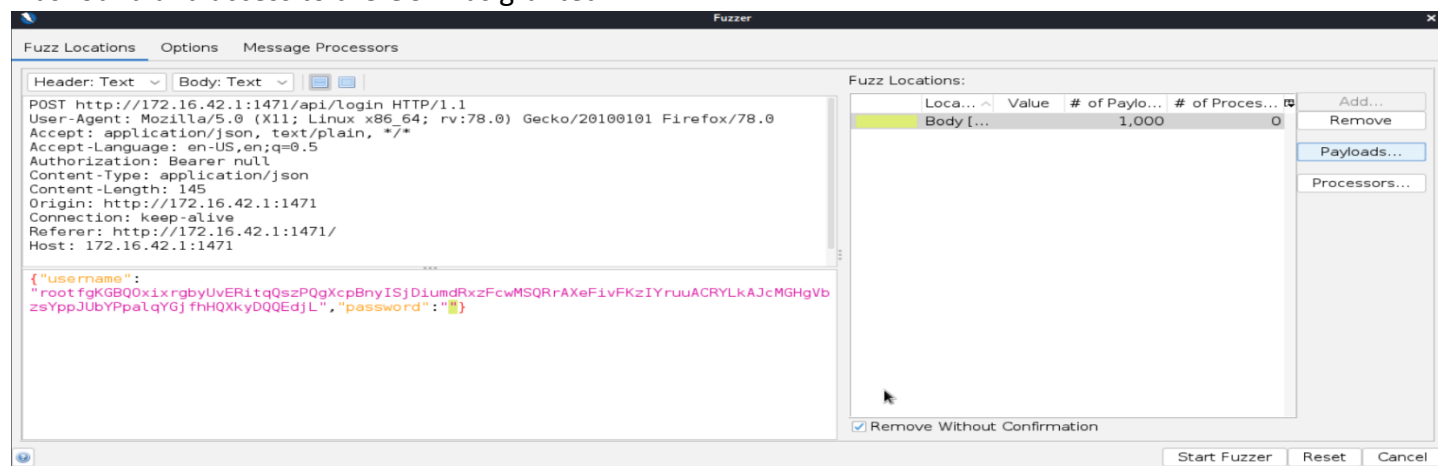 Fuzzer
Fuzz Locations Options Message Processors
Header: Text Body: Text
POST http://172.16.42.1:1471/api/login HTTP/1.1
User-Agent: Mozilla/5.0 (X11; Linux x86_64; rv:78.0) Gecko/20100101 Firefox/78.0
Accept: application/json, text/plain, */*
Accept-Language: en-US,en;q=0.5
Authorization: Bearer null
Content-Type: application/json
Content-Length: 145
Origin: http://172.16.42.1:1471
Connection: keep-alive
Referer: http://172.16.42.1:1471/
Host: 172.16.42.1:1471
{"username":
"rootfgKGBQOxixrgbyUvERitqQszPQgXcpBnyISjDiumdRxzFcwMSQRrAXeFivFKzIYruuACRYLkAJcMGHgVb
zsYppJUbYPpalqYGjfhHQXkyDQQEdjL","password":""}
Fuzz Locations:
Loca... Value # of Paylo... # of Proces...
Body [... 1,000 0
Add...
Remove
Payloads...
Processors...
Remove Without Confirmation
Start Fuzzer Reset Cancel